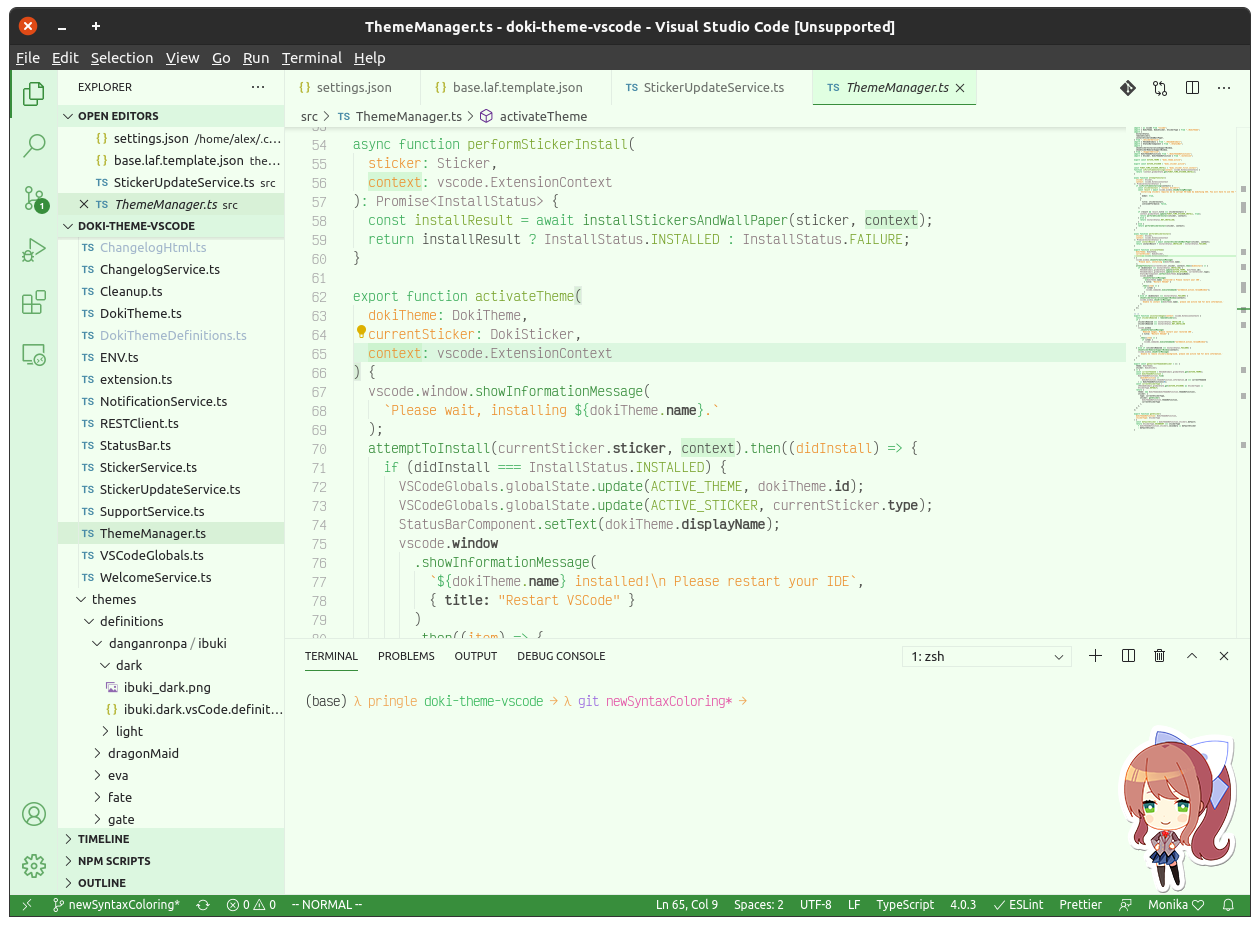 ThemeManager.ts - doki-theme-vscode - Visual Studio Code [Unsupported]
File Edit Selection View Go Run Terminal Help
EXPLORER
OPEN EDITORS
{} settings.json /home/alex/.c...
{} base.laf.template.json the...
TS StickerUpdateService.ts src
TS ThemeManager.ts src
DOKI-THEME-VSCODE
TS ChangelogHtml.ts
TS ChangelogService.ts
TS Cleanup.ts
TS DokiTheme.ts
TS DokiThemeDefinitions.ts
TS ENV.ts
TS extension.ts
TS NotificationService.ts
TS RESTClient.ts
TS StatusBar.ts
TS StickerService.ts
TS StickerUpdateService.ts
TS SupportService.ts
TS ThemeManager.ts
TS VSCodeGlobals.ts
TS WelcomeService.ts
themes
definitions
danganronpa / ibuki
dark
ibuki_dark.png
{} ibuki.dark.vsCode.definit...
light
dragonMaid
eva
fate
gate
TIMELINE
NPM SCRIPTS
OUTLINE
1
{} settings.json {} base.laf.template.json TS StickerUpdateService.ts TS ThemeManager.ts
src > TS ThemeManager.ts > activateTheme
54 async function performStickerInstall(
55 sticker: Sticker,
56 context: vscode.ExtensionContext
57 ): Promise<InstallStatus> {
58 const installResult = await installStickersAndWallPaper(sticker, context);
59 return installResult ? InstallStatus.INSTALLED : InstallStatus.FAILURE;
60 }
61
62 export function activateTheme(
63 dokiTheme: DokiTheme,
64 currentSticker: DokiSticker,
65 context: vscode.ExtensionContext
66 ) {
67 vscode.window.showInformationMessage(
68 `Please wait, installing ${dokiTheme.name}.`
69 );
70 attemptToInstall(currentSticker.sticker, context).then((didInstall) => {
71 if (didInstall === InstallStatus.INSTALLED) {
72 VSCodeGlobals.globalState.update(ACTIVE_THEME, dokiTheme.id);
73 VSCodeGlobals.globalState.update(ACTIVE_STICKER, currentSticker.type);
74 StatusBarComponent.setText(dokiTheme.displayName);
75 vscode.window
76 .showInformationMessage(
77 `${dokiTheme.name} installed!\n Please restart your IDE`,
78 { title: "Restart VSCode" }
79 )
80 .then((item) => {
TERMINAL PROBLEMS OUTPUT DEBUG CONSOLE 1: zsh
(base) λ pringle doki-theme-vscode → λ git newSyntaxColoring* →
newSyntaxColoring* 0 0 -- NORMAL -- Ln 65, Col 9 Spaces: 2 UTF-8 LF TypeScript 4.0.3 ESLint Prettier Monika ♡